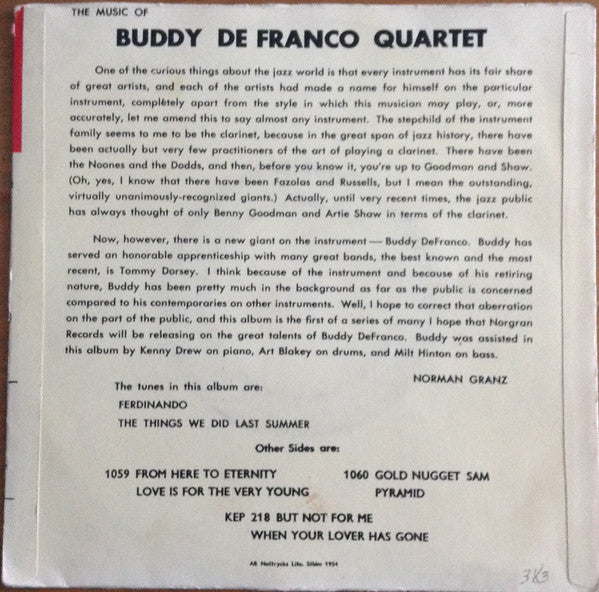 THE MUSIC OF
BUDDY DE FRANCO QUARTET
One of the curious things about the jazz world is that every instrument has its fair share
of great artists, and each of the artists had made a name for himself on the particular
instrument, complètely apart from the style in which this musician may play, or, more
accurately, let me amend this to say almost any instrument. The stepchild of the instrument
family seems to me to be the clarinet, because in the great span of jazz history, there have
been actually but very few practitioners of the art of playing a clarinet. There have been
the Noones and the Dodds, and then, before you know it, you're up to Goodman and Shaw.
(Oh, yes, I know that there have been Fazolas and Russells, but I mean the outstanding,
virtually unanimously-recognized giants.) Actually, until very recent times, the jazz public
has always thought of only Benny Goodman and Artie Shaw in terms of the clarinet.
Now, however, there is a new giant on the instrument — Buddy DeFranco. Buddy has
served an honorable apprenticeship with many great bands, the best known and the most
recent, is Tommy Dorsey. I think because of the instrument and because of his retiring
nature, Buddy has been pretty much in the background as far as the public is concerned
compared to his contemporaries on other instruments. Well, I hope to correct that aberration
on the part of the public, and this album is the first of a series of many I hope that Norgran
Records will be releasing on the great talents of Buddy DeFranco. Buddy was assisted in
this album by Kenny Drew on piano, Art Blakey on drums, and Milt Hinton on bass.
NORMAN GRANZ
The tunes in this album are:
FERDINANDO
THE THINGS WE DID LAST SUMMER
Other Sides are:
1059 FROM HERE TO ETERNITY
LOVE IS FOR THE VERY YOUNG
1060 GOLD NUGGET SAM
PYRAMID
KEP 218 BUT NOT FOR ME
WHEN YOUR LOVER HAS GONE
AB Nottrycks Lito. Sthlm 1954